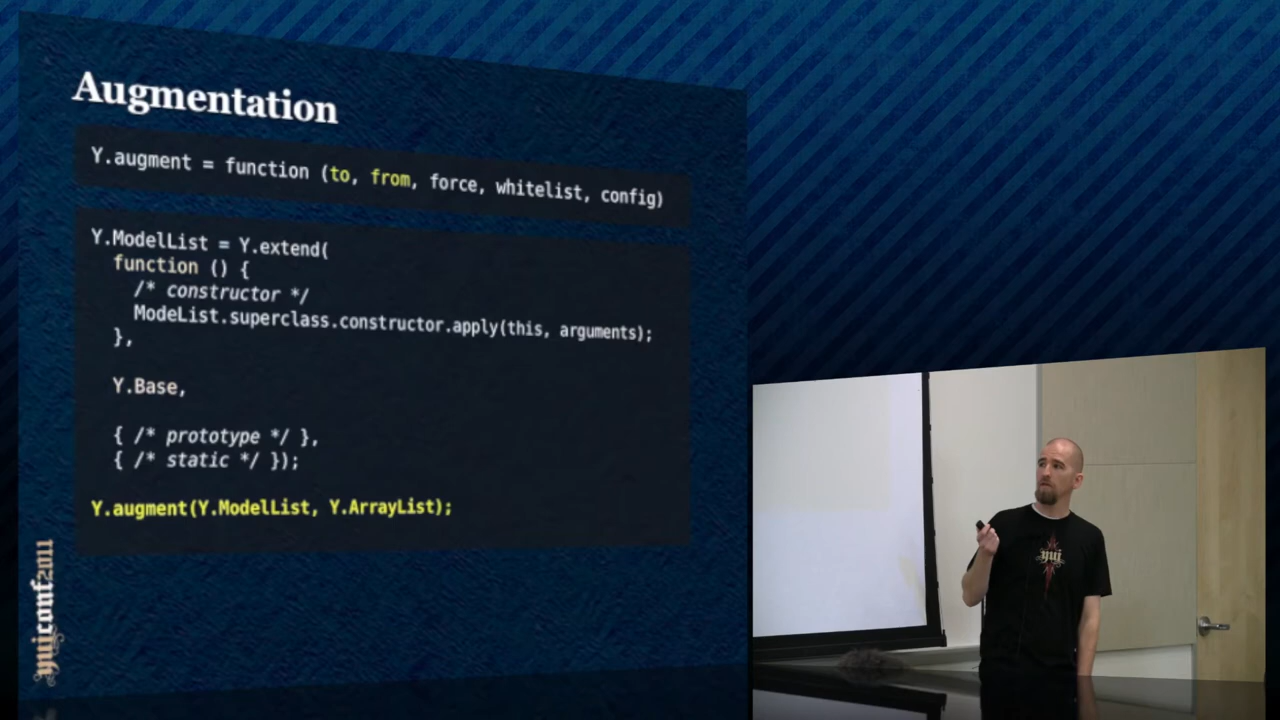 Augmentation
Y.augment = function (to, from, force, whitelist, config)
Y.ModelList = Y.extend(
function () {
/* constructor */
ModeList.superclass.constructor.apply(this, arguments);
},
Y.Base,
{ /* prototype */ },
{ /* static */ });
Y.augment(Y.ModelList, Y.ArrayList);
yuiconf2011
yui